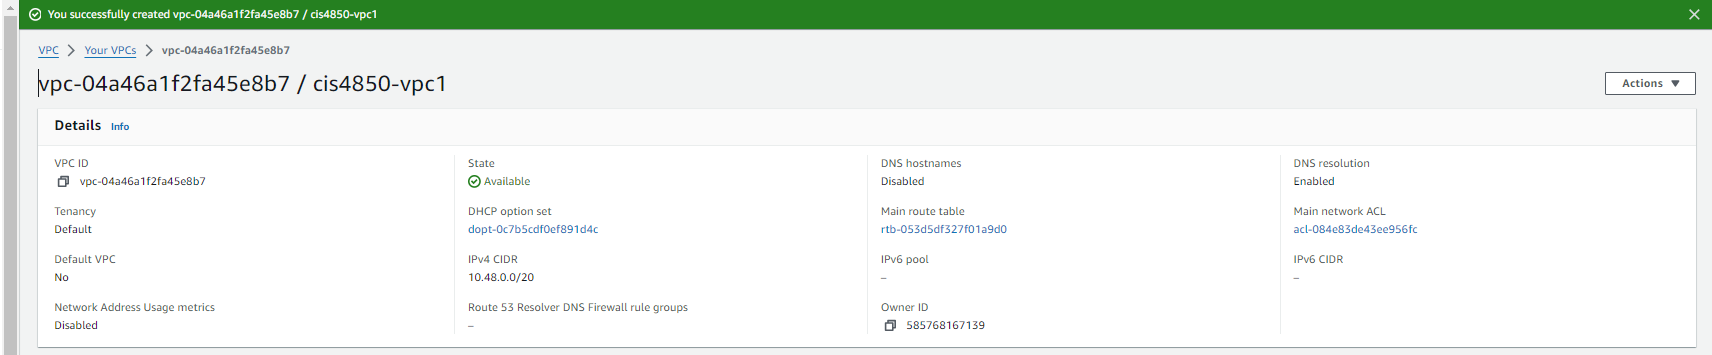 You successfully created vpc-04a46a1f2fa45e8b7 / cis4850-vpc1
VPC > Your VPCs > vpc-04a46a1f2fa45e8b7
vpc-04a46a1f2fa45e8b7 / cis4850-vpc1
Actions
Details Info
VPC ID State DNS hostnames DNS resolution
vpc-04a46a1f2fa45e8b7 Available Disabled Enabled
Tenancy DHCP option set Main route table Main network ACL
Default dopt-0c7b5cdf0ef891d4c rtb-053d5df327f01a9d0 acl-084e83de43ee956fc
Default VPC IPv4 CIDR IPv6 pool IPv6 CIDR
No 10.48.0.0/20 – –
Network Address Usage metrics Route 53 Resolver DNS Firewall rule groups Owner ID
Disabled – 585768167139